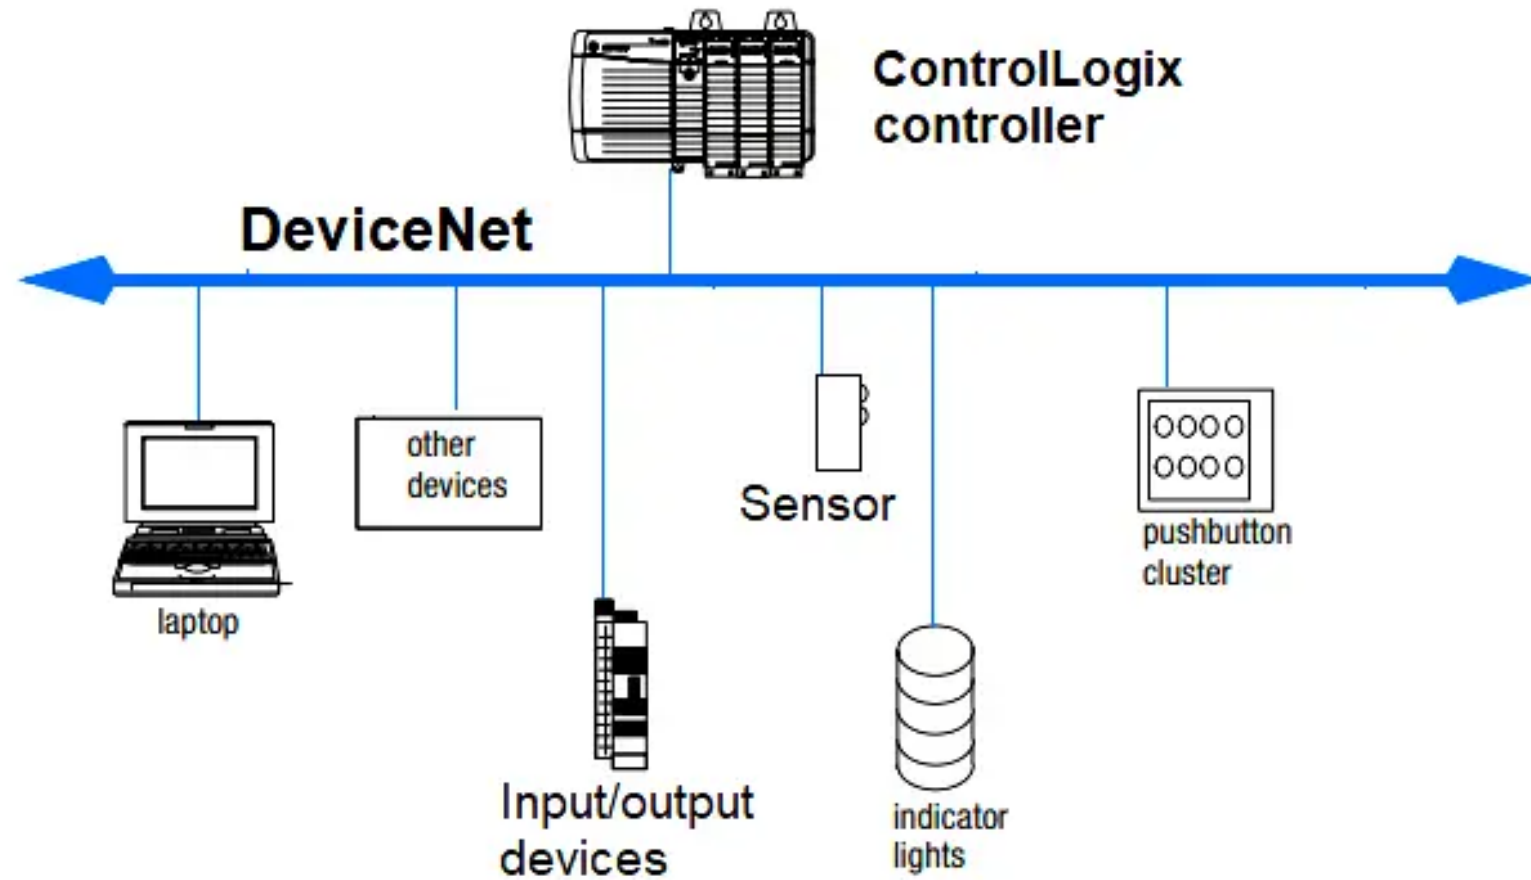 ControlLogix
controller
DeviceNet
other
devices
Sensor
pushbutton
cluster
laptop
Input/output
devices
indicator
lights